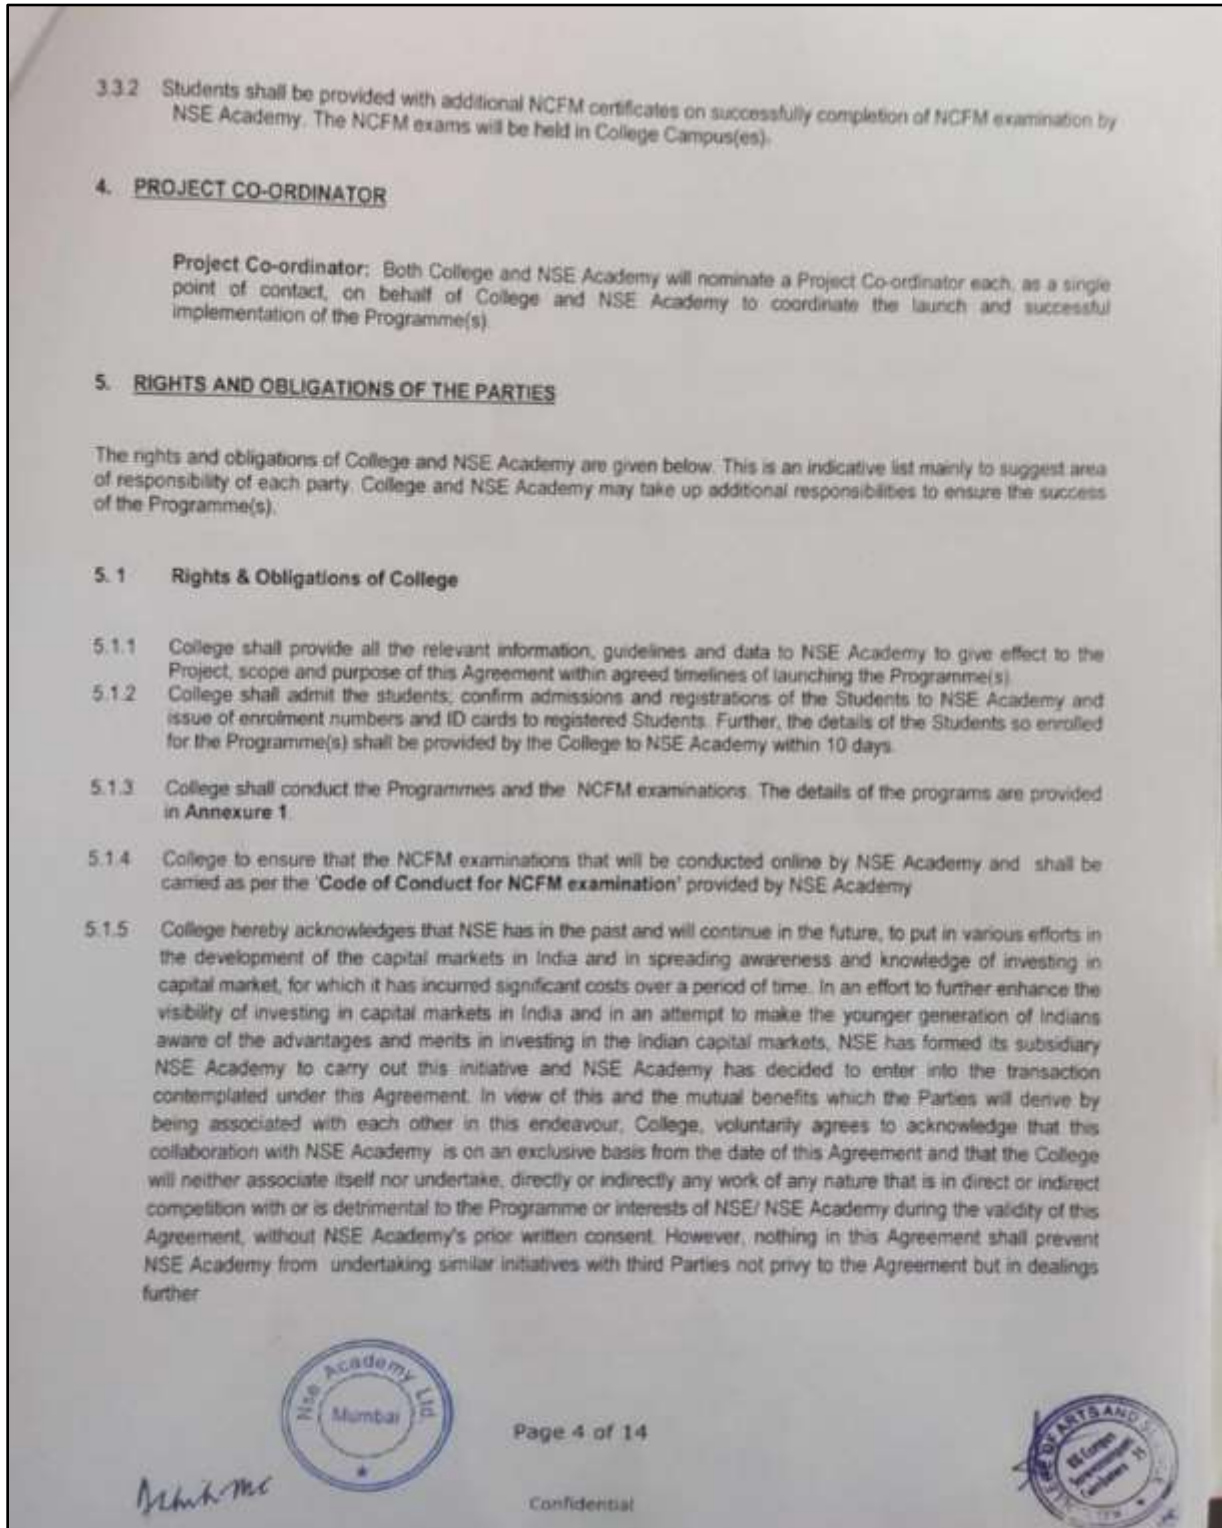 3.3.2 Students shall be provided with additional NCFM certificates on successfully completion of NCFM examination by
NSE Academy. The NCFM exams will be held in College Campus(es).
4. PROJECT CO-ORDINATOR
Project Co-ordinator: Both College and NSE Academy will nominate a Project Co-ordinator each, as a single
point of contact, on behalf of College and NSE Academy to coordinate the launch and successful
implementation of the Programme(s).
5. RIGHTS AND OBLIGATIONS OF THE PARTIES
The rights and obligations of College and NSE Academy are given below. This is an indicative list mainly to suggest area
of responsibility of each party. College and NSE Academy may take up additional responsibilities to ensure the success
of the Programme(s).
5. 1 Rights & Obligations of College
5.1.1 College shall provide all the relevant information, guidelines and data to NSE Academy to give effect to the
Project, scope and purpose of this Agreement within agreed timelines of launching the Programme(s)
5.1.2 College shall admit the students; confirm admissions and registrations of the Students to NSE Academy and
issue of enrolment numbers and ID cards to registered Students. Further, the details of the Students so enrolled
for the Programme(s) shall be provided by the College to NSE Academy within 10 days.
5.1.3 College shall conduct the Programmes and the NCFM examinations. The details of the programs are provided
in Annexure 1.
5.1.4 College to ensure that the NCFM examinations that will be conducted online by NSE Academy and shall be
carried as per the 'Code of Conduct for NCFM examination' provided by NSE Academy
5.1.5 College hereby acknowledges that NSE has in the past and will continue in the future, to put in various efforts in
the development of the capital markets in India and in spreading awareness and knowledge of investing in
capital market, for which it has incurred significant costs over a period of time. In an effort to further enhance the
visibility of investing in capital markets in India and in an attempt to make the younger generation of Indians
aware of the advantages and merits in investing in the Indian capital markets, NSE has formed its subsidiary
NSE Academy to carry out this initiative and NSE Academy has decided to enter into the transaction
contemplated under this Agreement. In view of this and the mutual benefits which the Parties will derive by
being associated with each other in this endeavour, College, voluntarily agrees to acknowledge that this
collaboration with NSE Academy is on an exclusive basis from the date of this Agreement and that the College
will neither associate itself nor undertake, directly or indirectly any work of any nature that is in direct or indirect
competition with or is detrimental to the Programme or interests of NSE/ NSE Academy during the validity of this
Agreement, without NSE Academy's prior written consent. However, nothing in this Agreement shall prevent
NSE Academy from undertaking similar initiatives with third Parties not privy to the Agreement but in dealings
further
Nse Academy Ltd.
Mumbai
Page 4 of 14
OF ARTS AND
Campus
Coimbatore
Confidential